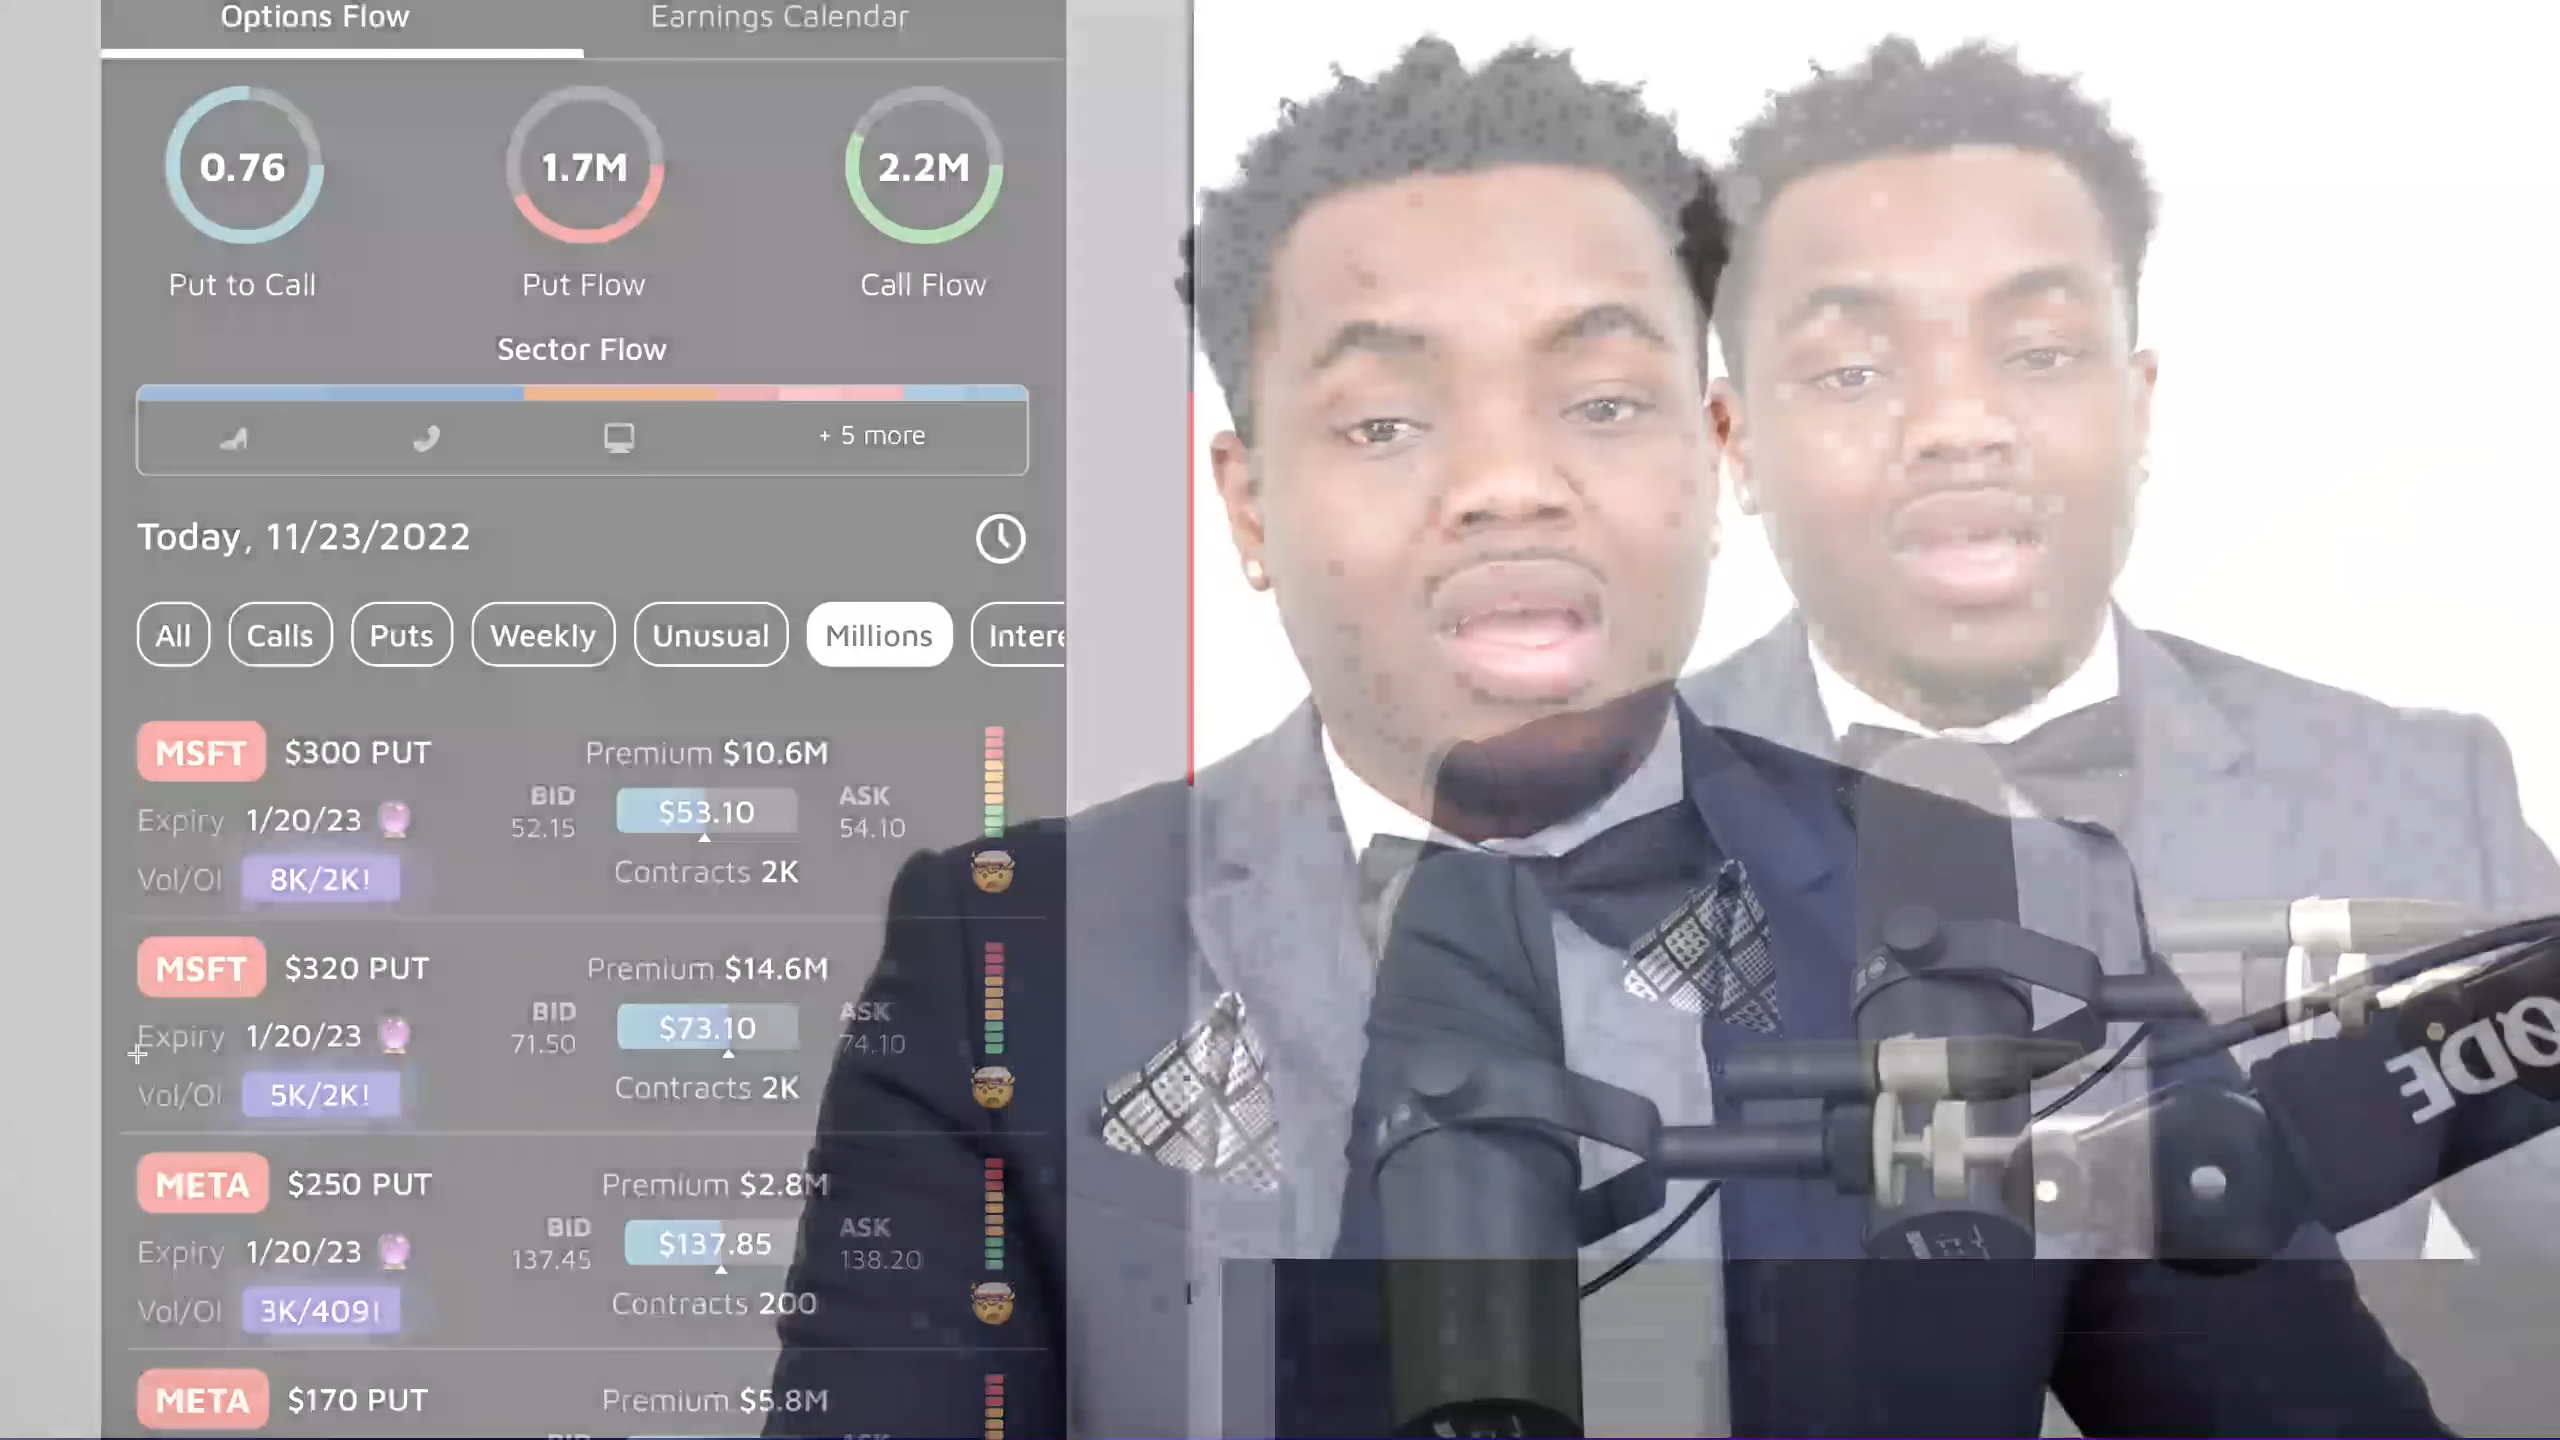 Options Flow
Earnings Calendar
0.76
1.7M
2.2M
Put to Call
Put Flow
Call Flow
Sector Flow
+ 5 more
Today, 11/23/2022
All
Calls
Puts
Weekly
Unusual
Millions
Intere
MSFT $300 PUT
Premium $10.6M
Expiry 1/20/23
BID
52.15
$53.10
ASK
54.10
Vol/OI 8K/2K!
Contracts 2K
MSFT $320 PUT
Premium $14.6M
Expiry 1/20/23
BID
71.50
$73.10
ASK
74.10
Vol/OI 5K/2K!
Contracts 2K
META $250 PUT
Premium $2.8M
Expiry 1/20/23
BID
137.45
$137.85
ASK
138.20
Vol/OI 3K/409!
Contracts 200
META $170 PUT
Premium $5.8M
BID
ASK
RØDE